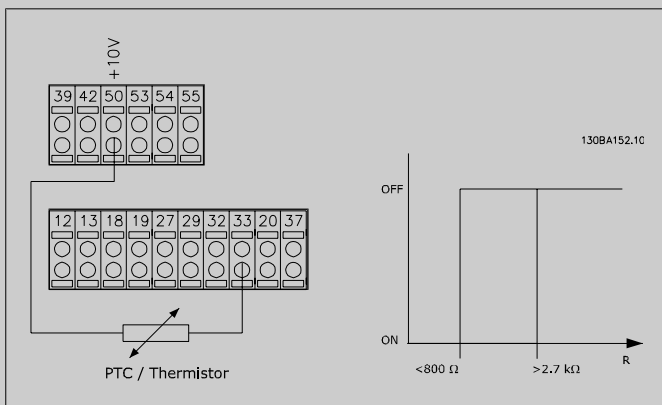 +10V
39 42 50 53 54 55
130BA152.10
OFF
12 13 18 19 27 29 32 33 20 37
ON
R
<800 Ω >2.7 kΩ
PTC / Thermistor